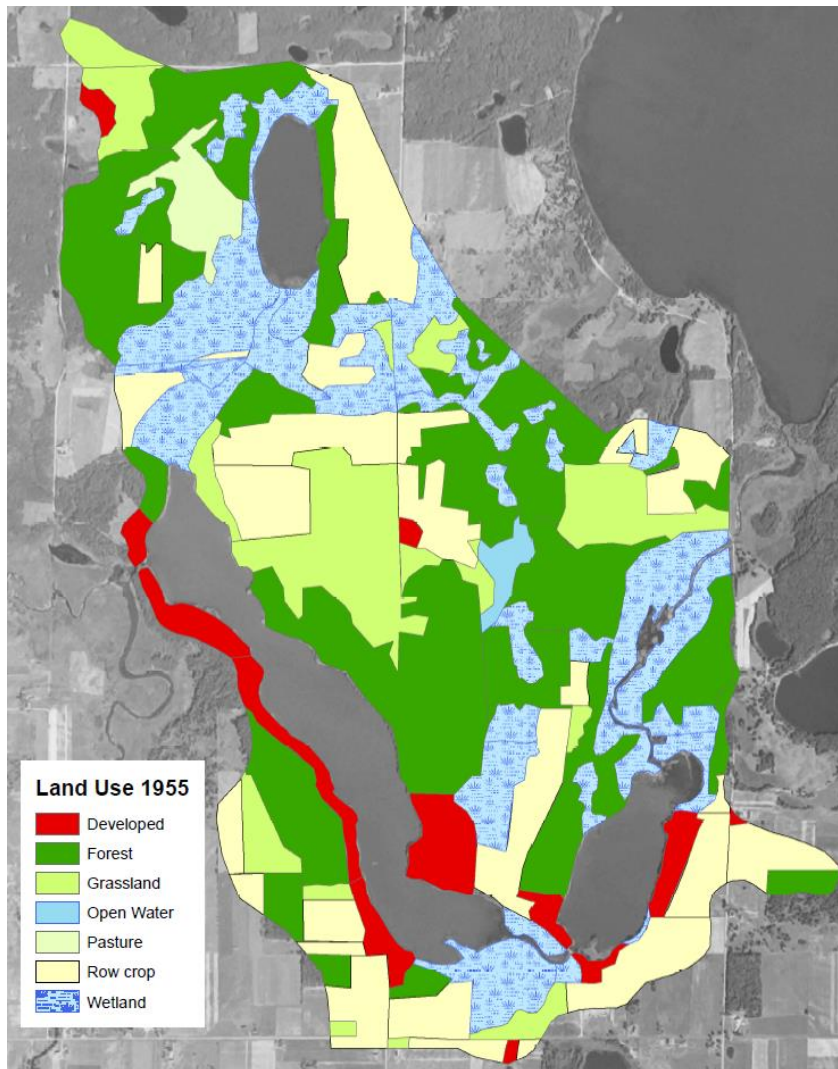 Land Use 1955
Developed
Forest
Grassland
Open Water
Pasture
Row crop
Wetland